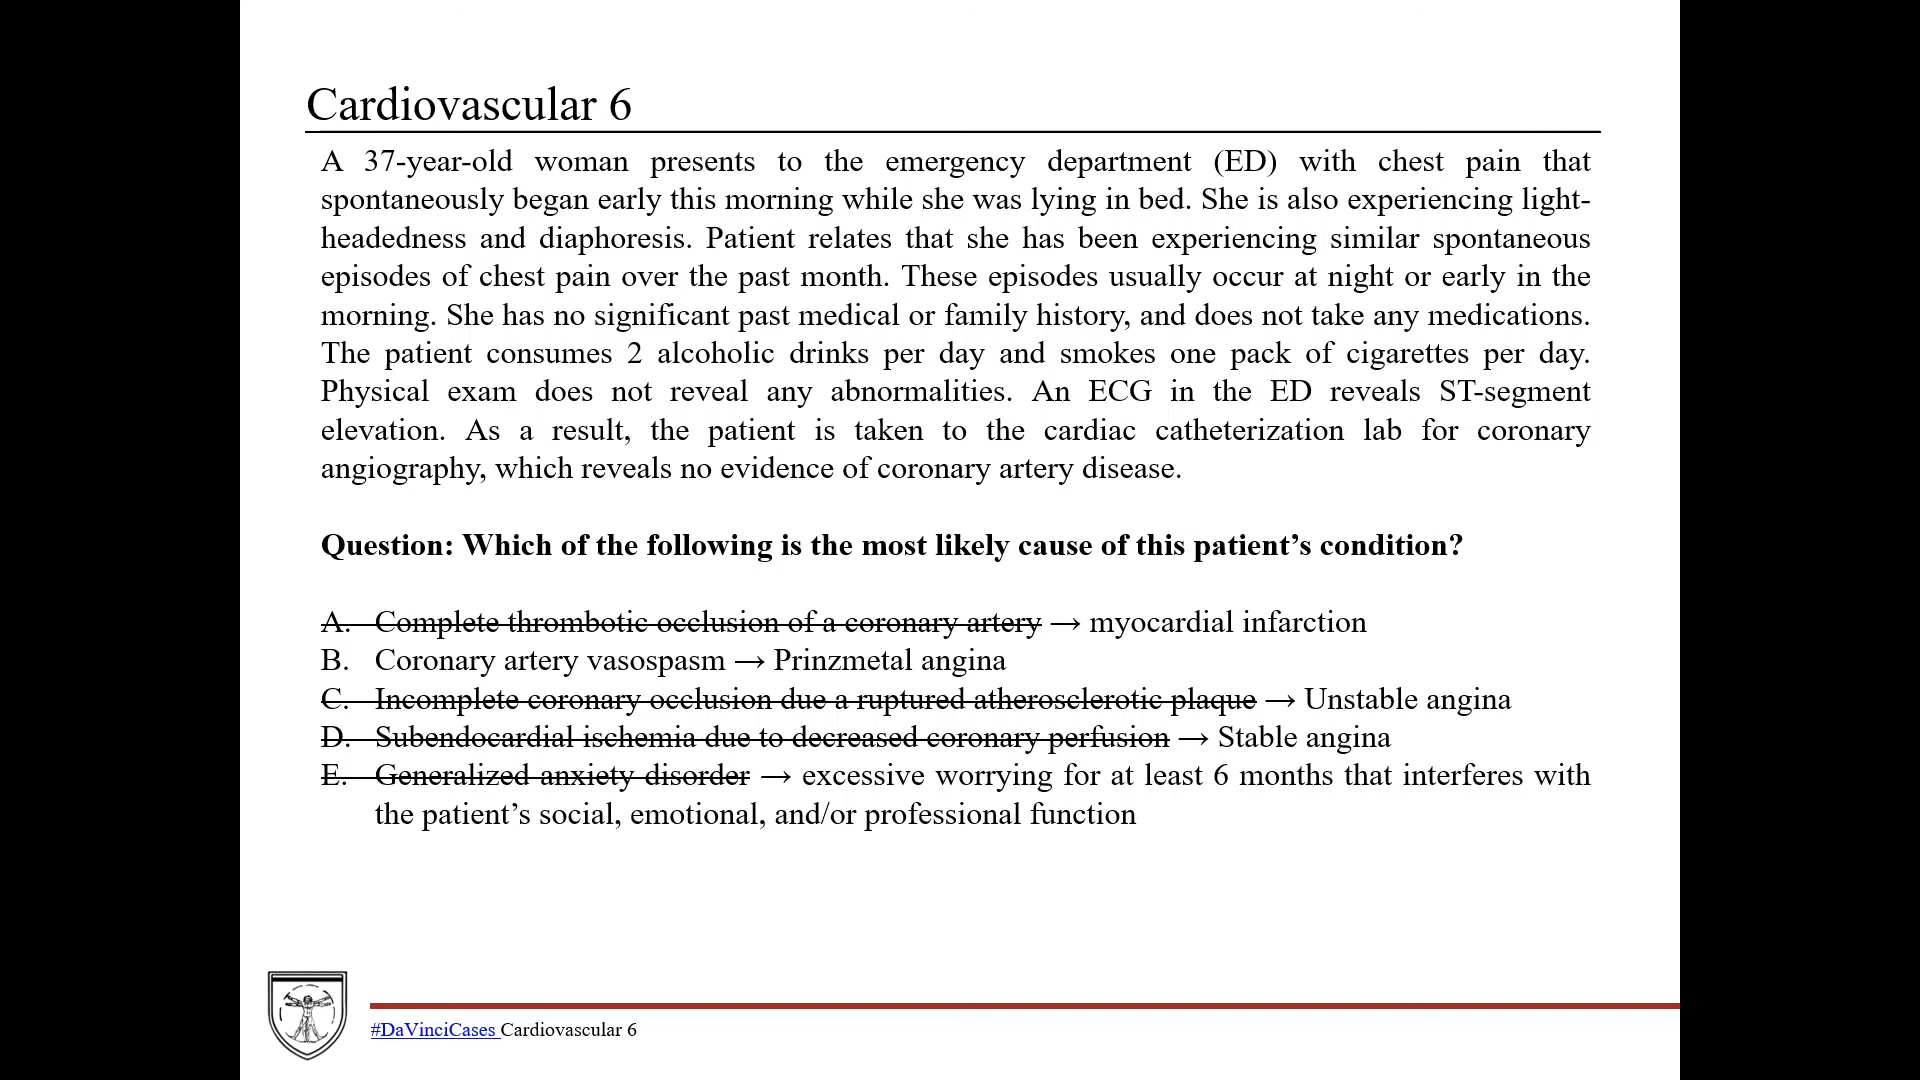 Cardiovascular 6
A 37-year-old woman presents to the emergency department (ED) with chest pain that
spontaneously began early this morning while she was lying in bed. She is also experiencing light-
headedness and diaphoresis. Patient relates that she has been experiencing similar spontaneous
episodes of chest pain over the past month. These episodes usually occur at night or early in the
morning. She has no significant past medical or family history, and does not take any medications.
The patient consumes 2 alcoholic drinks per day and smokes one pack of cigarettes per day.
Physical exam does not reveal any abnormalities. An ECG in the ED reveals ST-segment
elevation. As a result, the patient is taken to the cardiac catheterization lab for coronary
angiography, which reveals no evidence of coronary artery disease.
Question: Which of the following is the most likely cause of this patient’s condition?
A. Complete thrombotic occlusion of a coronary artery → myocardial infarction
B. Coronary artery vasospasm → Prinzmetal angina
C. Incomplete coronary occlusion due a ruptured atherosclerotic plaque → Unstable angina
D. Subendocardial ischemia due to decreased coronary perfusion → Stable angina
E. Generalized anxiety disorder → excessive worrying for at least 6 months that interferes with
the patient’s social, emotional, and/or professional function
#DaVinciCases Cardiovascular 6